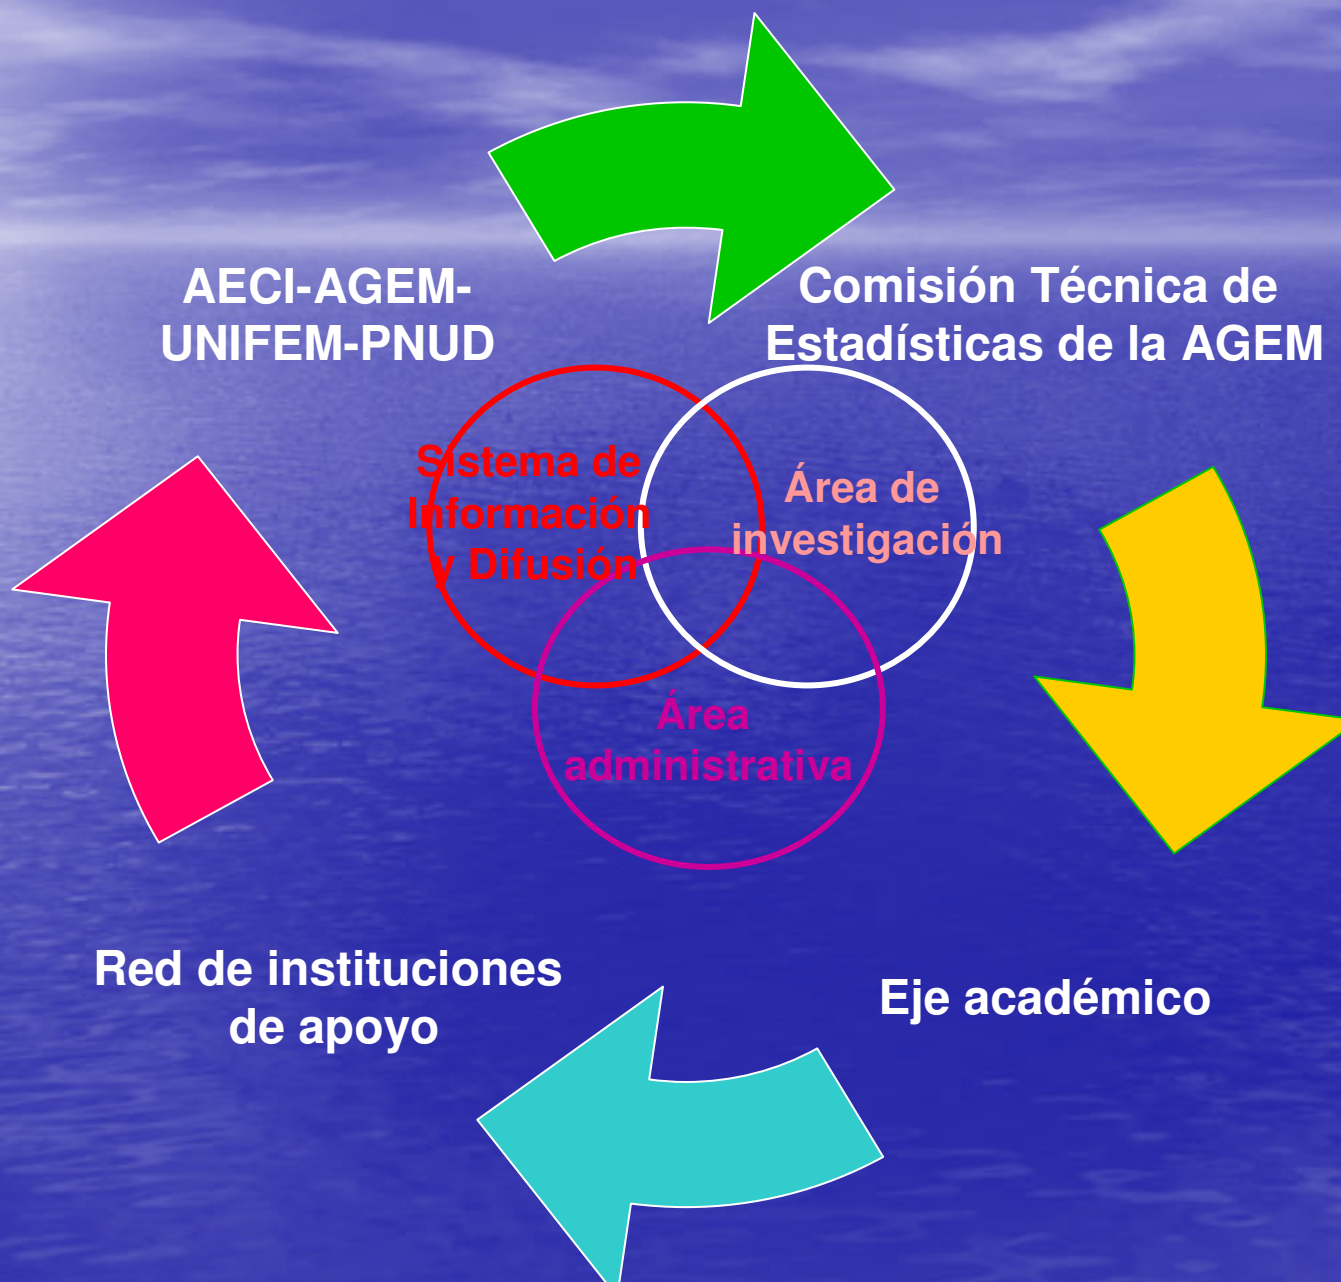 AECI-AGEM-
UNIFEM-PNUD
Comisión Técnica de
Estadísticas de la AGEM
Sistema de
Información
y Difusión
Área de
investigación
Área
administrativa
Red de instituciones
de apoyo
Eje académico